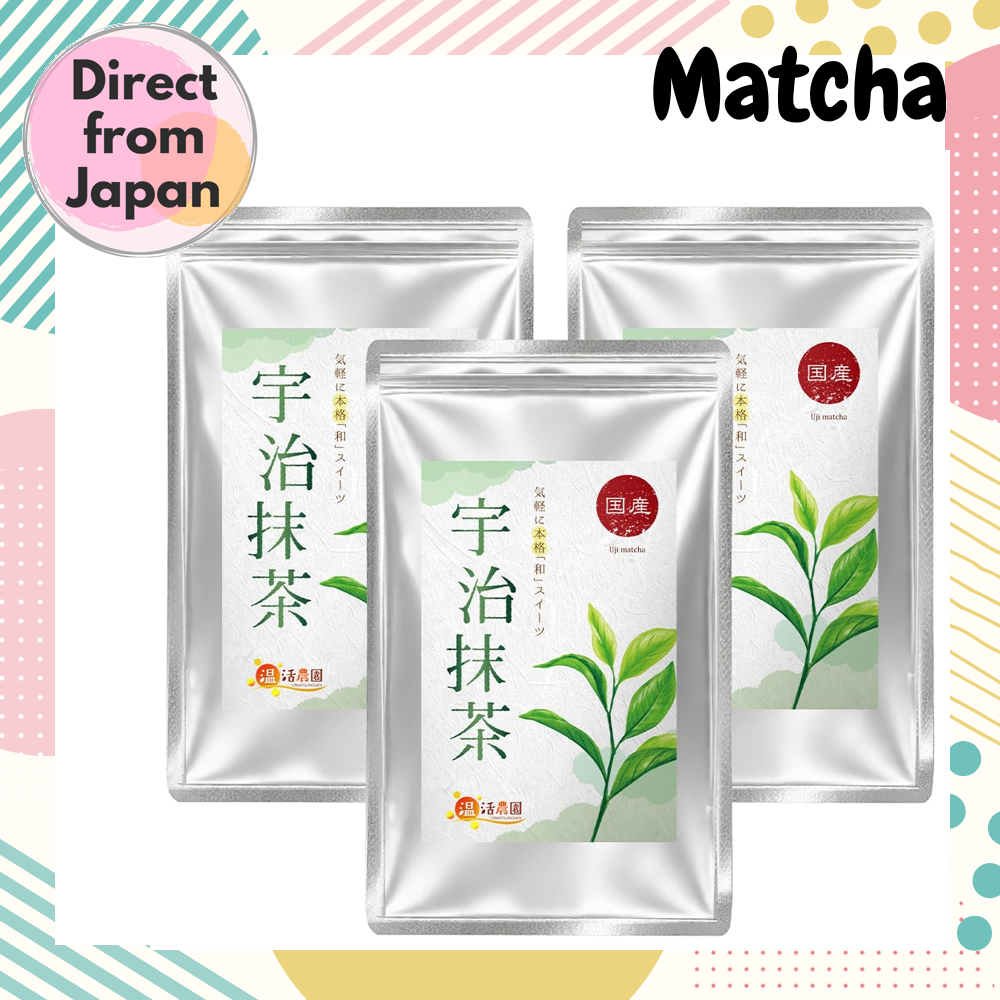 Direct
from
Japan
Matcha
宇治抹茶
気軽に本格「和」スイーツ
温活農園
気軽に本格「和」スイーツ
国産
Uji matcha
宇治抹茶
気軽に本格「和」スイーツ
国産
Uji matcha
温活農園